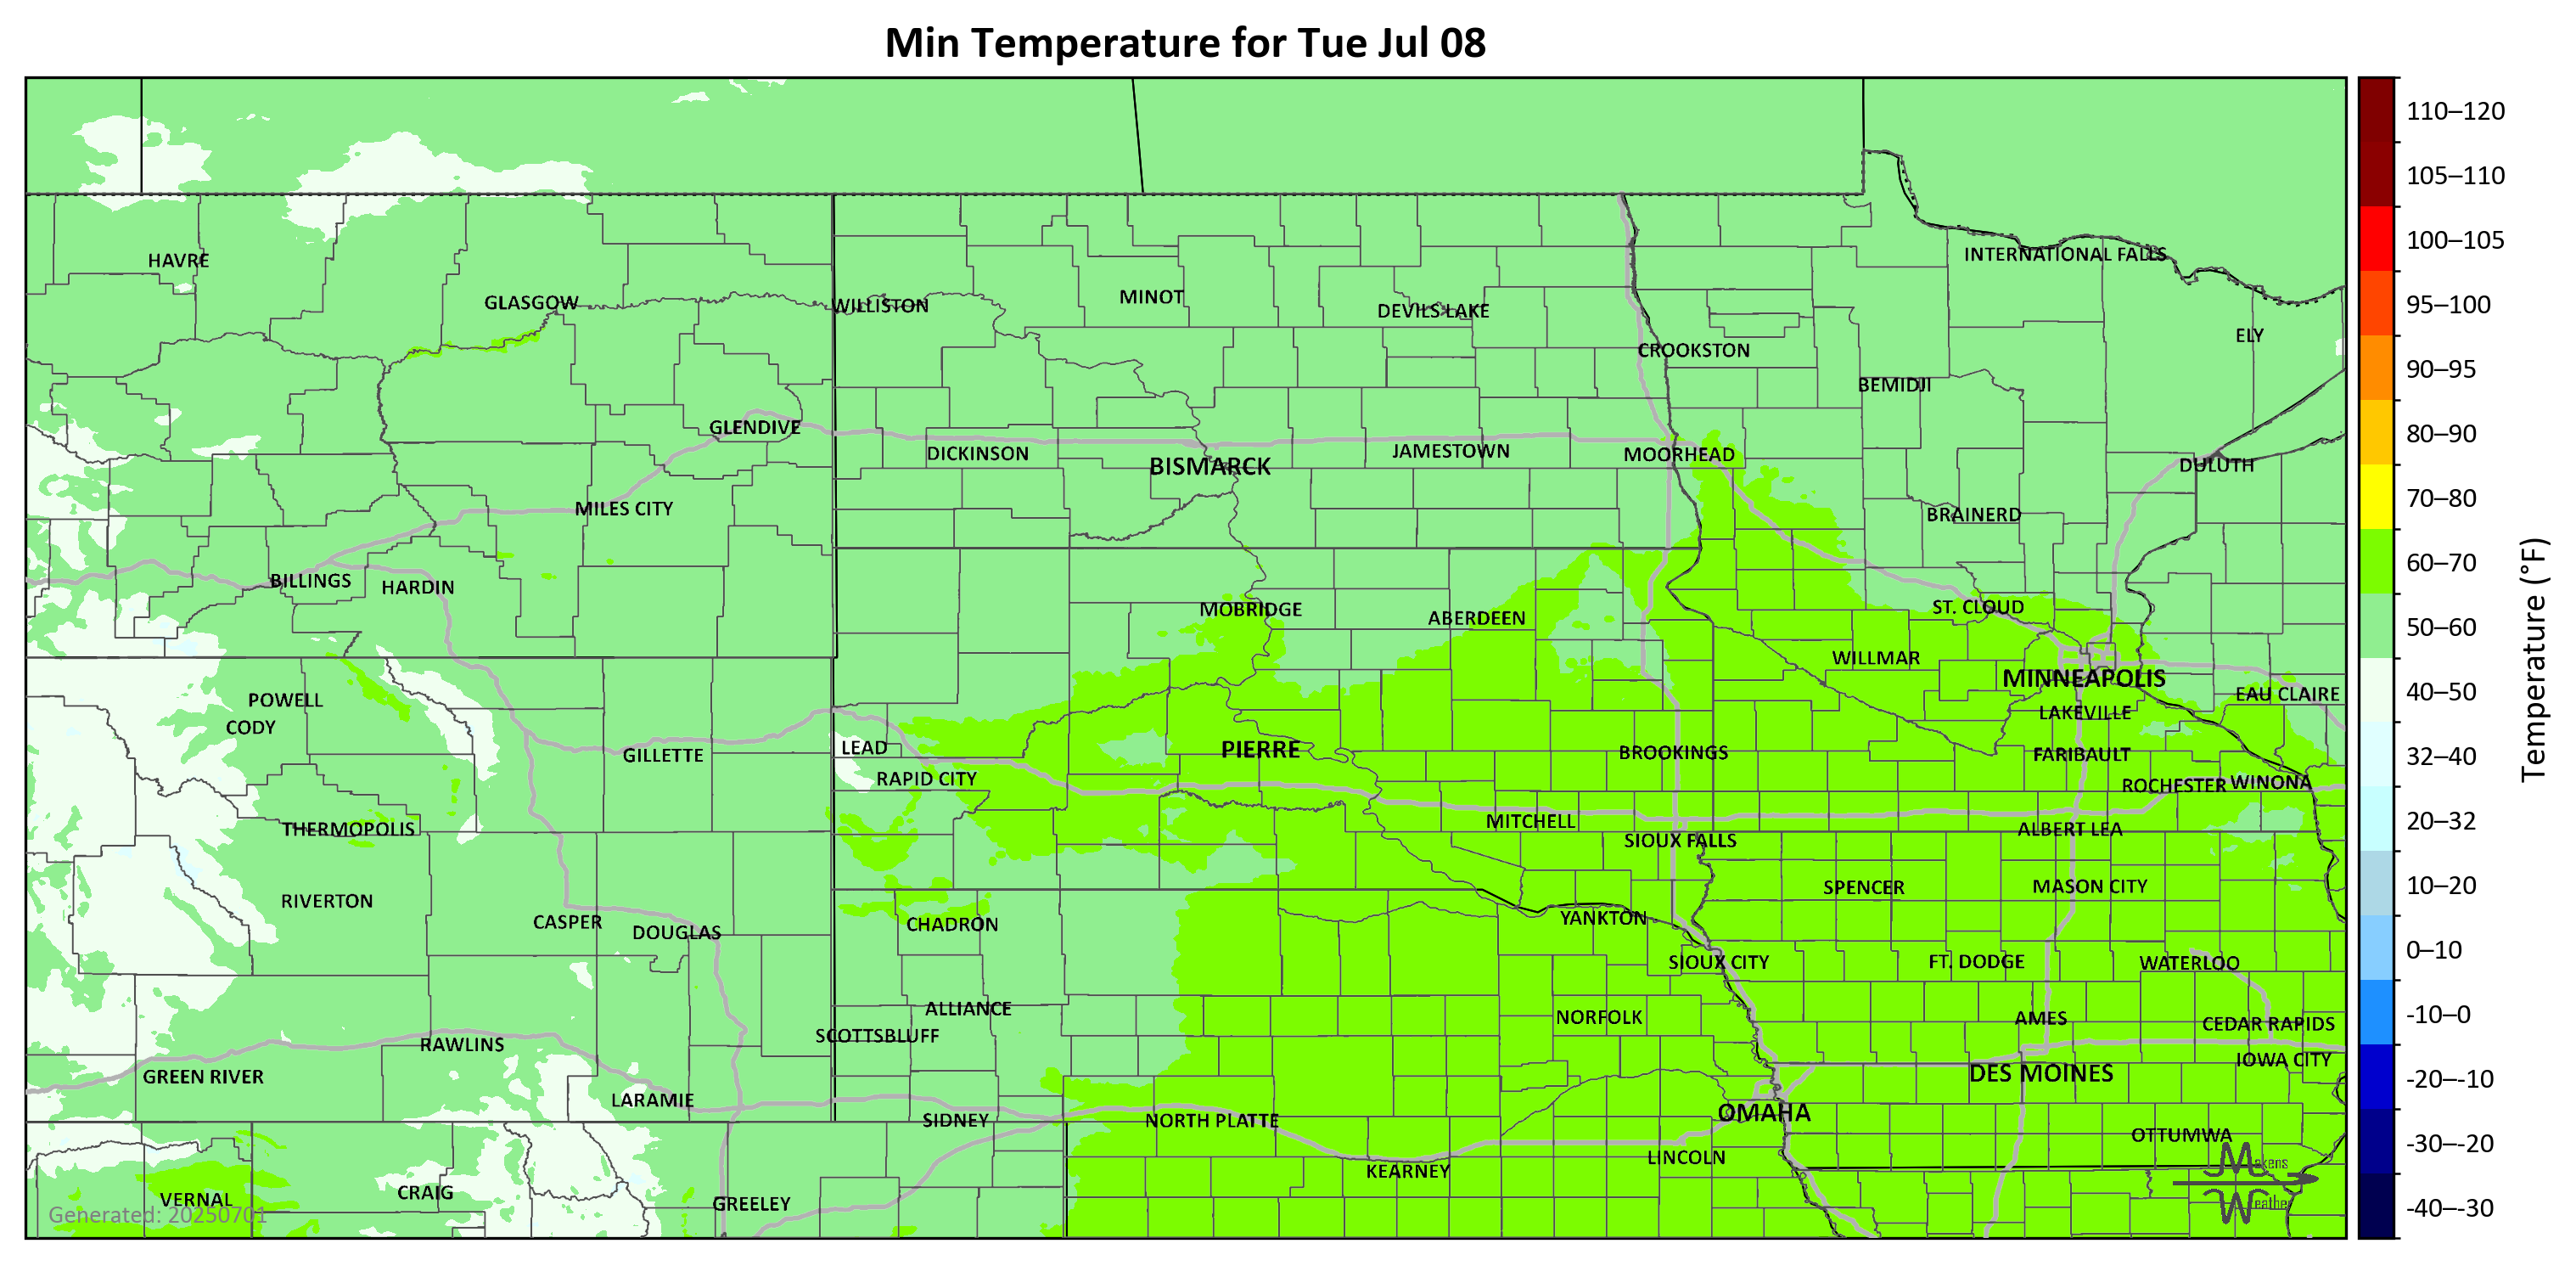 Min Temperature for Tue Jul 08
HAVRE
GLASGOW
WILLISTON
MINOT
DEVILS LAKE
INTERNATIONAL FALLS
ELY
CROOKSTON
BEMIDJI
GLENDIVE
DICKINSON
BISMARCK
JAMESTOWN
MOORHEAD
DULUTH
MILES CITY
BRAINERD
BILLINGS
HARDIN
MOBRIDGE
ABERDEEN
ST. CLOUD
WILLMAR
MINNEAPOLIS
EAU CLAIRE
POWELL
CODY
LAKEVILLE
GILLETTE
LEAD
RAPID CITY
PIERRE
BROOKINGS
FARIBAULT
ROCHESTER
WINONA
THERMOPOLIS
MITCHELL
SIOUX FALLS
ALBERT LEA
RIVERTON
CASPER
DOUGLAS
CHADRON
YANKTON
SPENCER
MASON CITY
SIOUX CITY
FT. DODGE
WATERLOO
ALLIANCE
SCOTTSBLUFF
NORFOLK
AMES
CEDAR RAPIDS
RAWLINS
GREEN RIVER
IOWA CITY
DES MOINES
LARAMIE
SIDNEY
NORTH PLATTE
OMAHA
OTTUMWA
KEARNEY
LINCOLN
VERNAL
CRAIG
GREELEY
Generated: 20250701
Makens
Weather
110–120
105–110
100–105
95–100
90–95
80–90
70–80
60–70
50–60
40–50
32–40
20–32
10–20
0–10
-10–0
-20–-10
-30–-20
-40–-30
Temperature (°F)